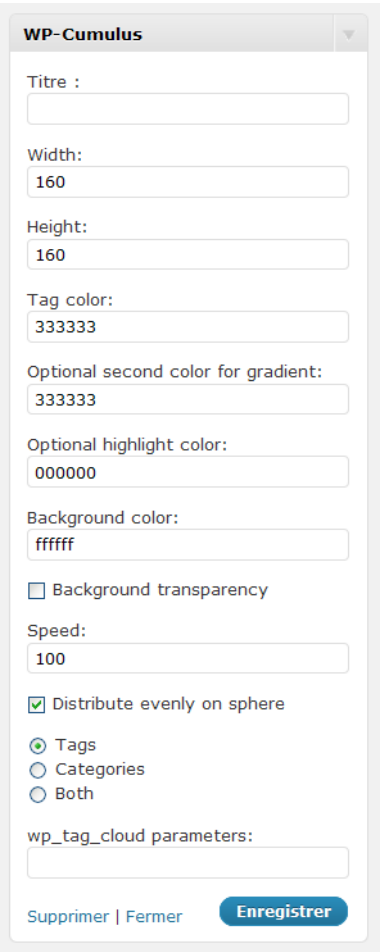 WP-Cumulus
Titre :
Width:
160
Height:
160
Tag color:
333333
Optional second color for gradient:
333333
Optional highlight color:
000000
Background color:
ffffff
Background transparency
Speed:
100
Distribute evenly on sphere
Tags
Categories
Both
wp_tag_cloud parameters:
Supprimer | Fermer Enregistrer